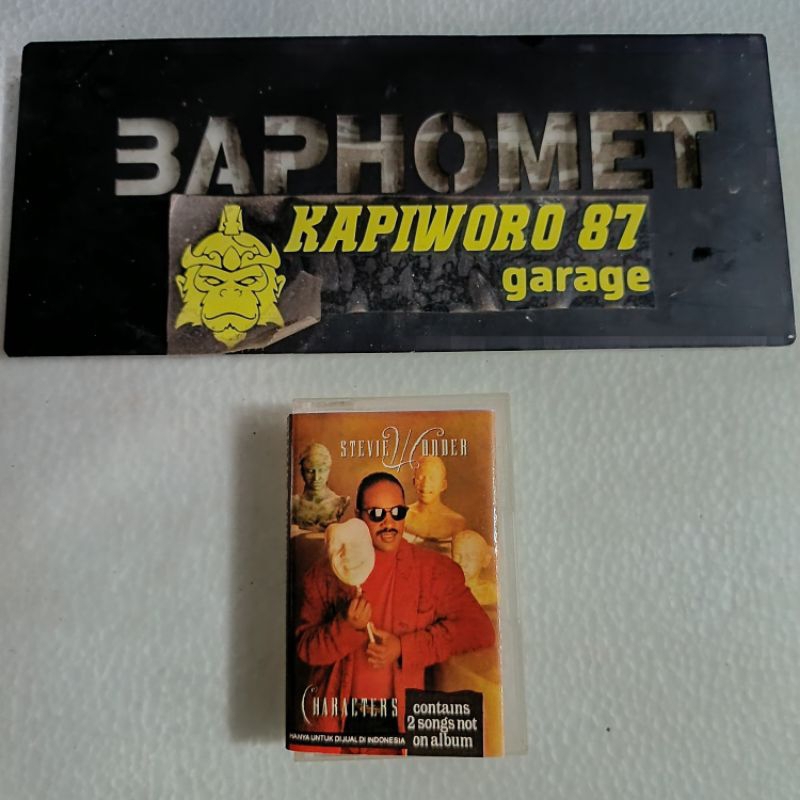 BAPHOMET
KAPIWORO 87
garage
STEVIE WONDER
CHARACTERS
contains
2 songs not
on album
HANYA UNTUK DIJUAL DI INDONESIA